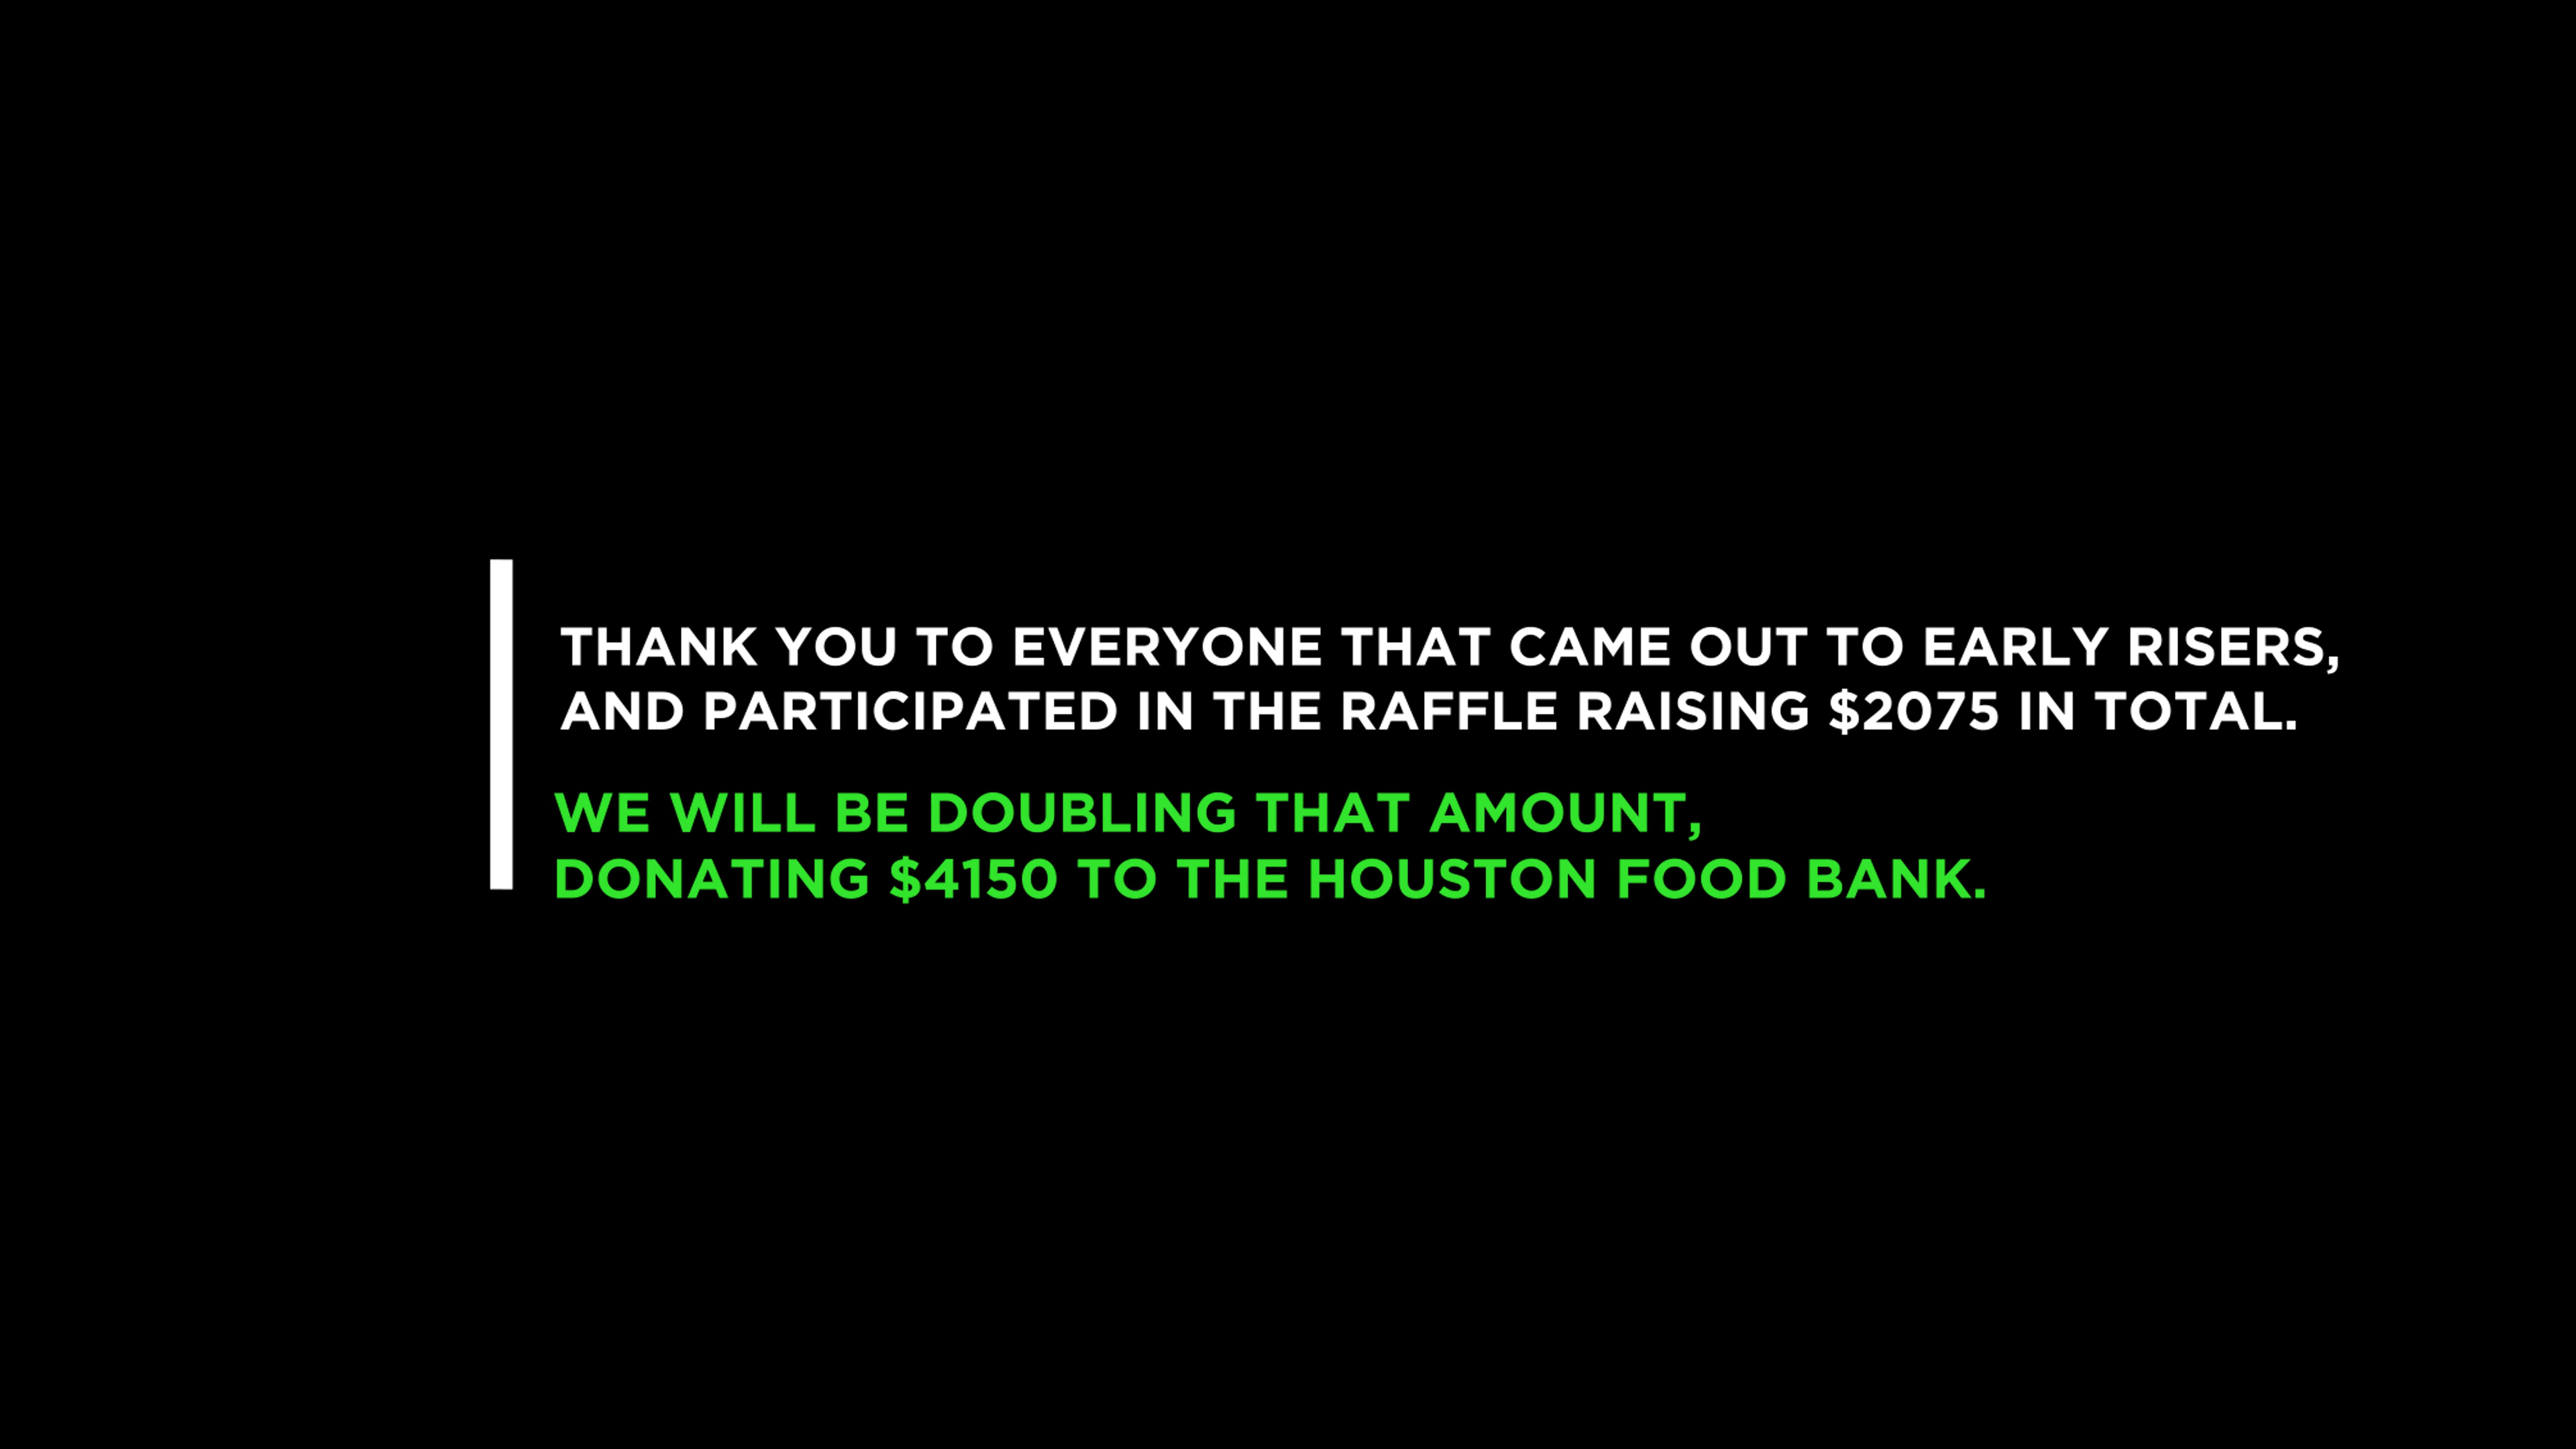 THANK YOU TO EVERYONE THAT CAME OUT TO EARLY RISERS,
AND PARTICIPATED IN THE RAFFLE RAISING $2075 IN TOTAL.
WE WILL BE DOUBLING THAT AMOUNT,
DONATING $4150 TO THE HOUSTON FOOD BANK.